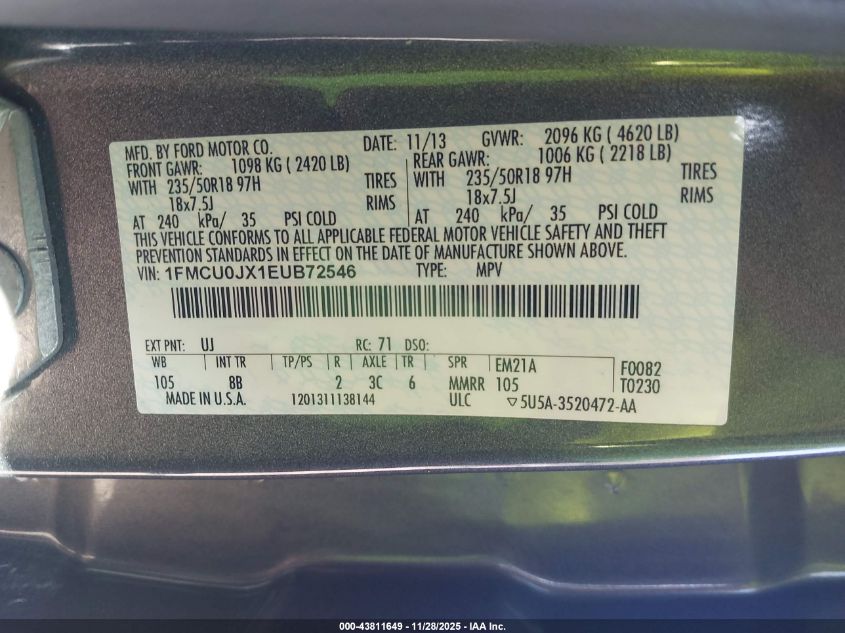 MFD. BY FORD MOTOR CO. DATE: 11/13 GVWR: 2096 KG ( 4620 LB)
FRONT GAWR: 1098 KG ( 2420 LB) REAR GAWR: 1006 KG ( 2218 LB)
WITH 235/50R18 97H TIRES WITH 235/50R18 97H TIRES
18x7.5J RIMS 18x7.5J RIMS
AT 240 kPa/ 35 PSI COLD AT 240 kPa/ 35 PSI COLD
THIS VEHICLE CONFORMS TO ALL APPLICABLE FEDERAL MOTOR VEHICLE SAFETY AND THEFT
PREVENTION STANDARDS IN EFFECT ON THE DATE OF MANUFACTURE SHOWN ABOVE.
VIN: 1FMCU0JX1EUB72546 TYPE: MPV
EXT PNT: UJ RC: 71 DSO:
WB INT TR TP/PS R AXLE TR SPR EM21A F0082
105 8B 2 3C 6 MMRR 105 T0230
MADE IN U.S.A. 1201311138144 ULC ▽5U5A-3520472-AA
000-43811649 | 11/28/2025 - IAA Inc.